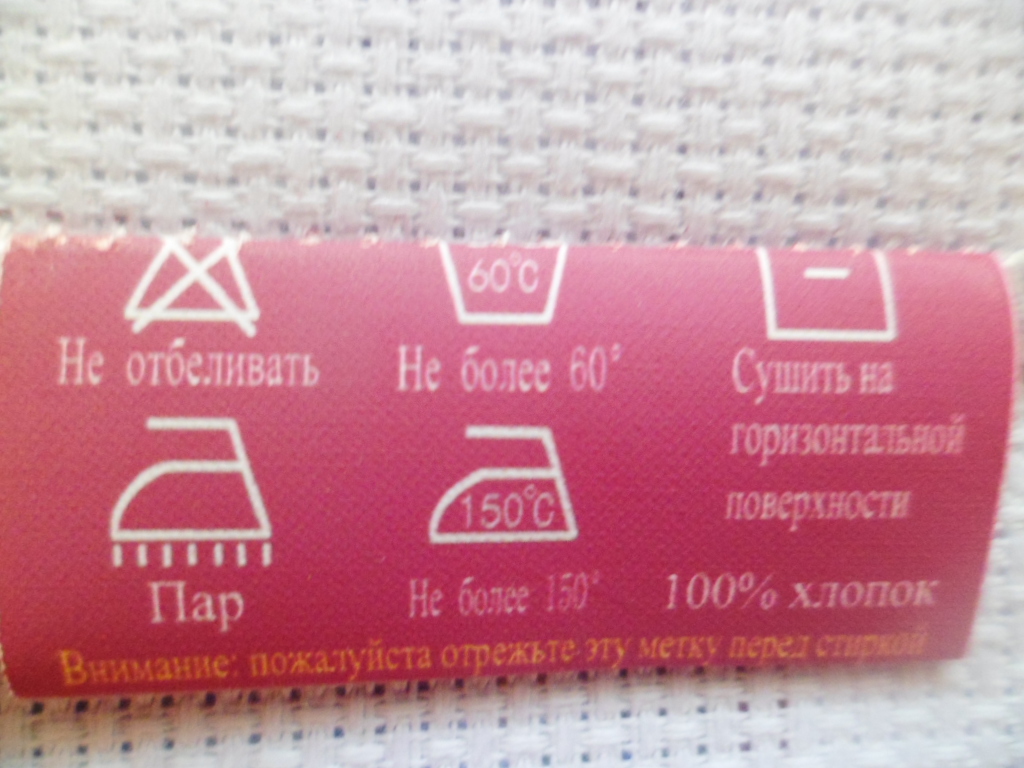 60°C
Не отбеливать
Не более 60°
Сушить на
горизонтальной
поверхности
150°C
Пар
Не более 150°
100% хлопок
Внимание: пожалуйста отрежьте эту метку перед стиркой